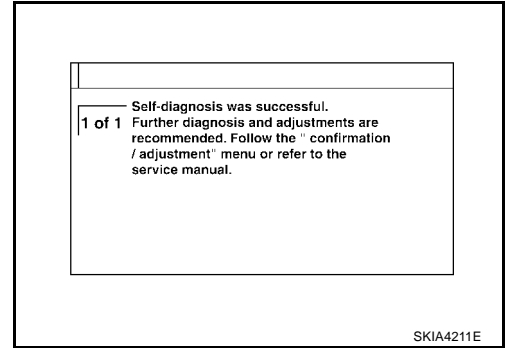 Self-diagnosis was successful.
1 of 1 Further diagnosis and adjustments are
recommended. Follow the " confirmation
/ adjustment" menu or refer to the
service manual.
SKIA4211E